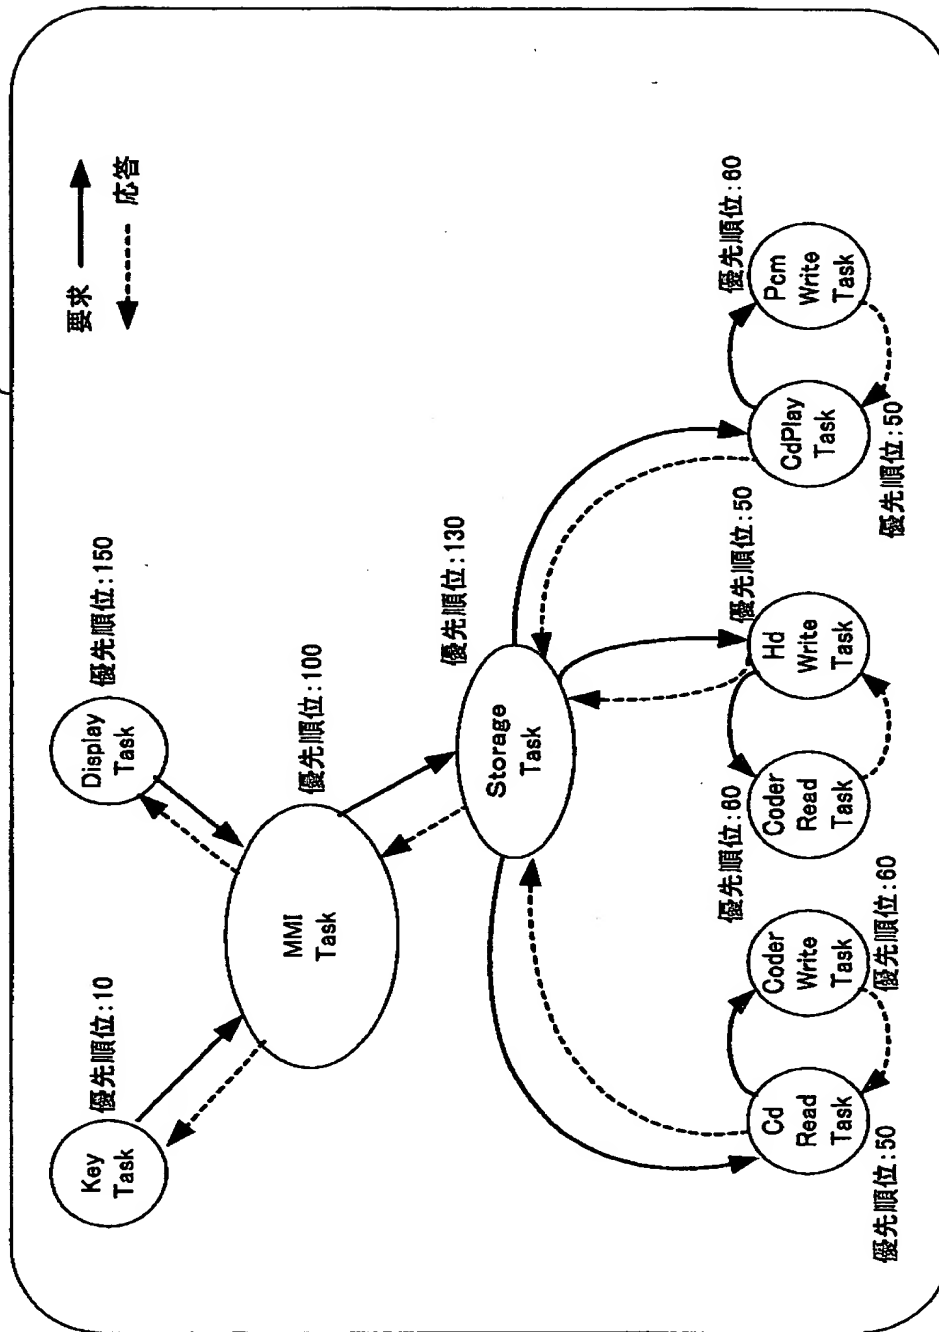 要求
応答
Key
Task
優先順位:10
Display
Task
優先順位:150
MMI
Task
優先順位:100
Storage
Task
優先順位:130
Cd
Read
Task
優先順位:50
Coder
Write
Task
優先順位:60
Coder
Read
Task
優先順位:60
Hd
Write
Task
優先順位:50
CdPlay
Task
優先順位:50
Pcm
Write
Task
優先順位:60